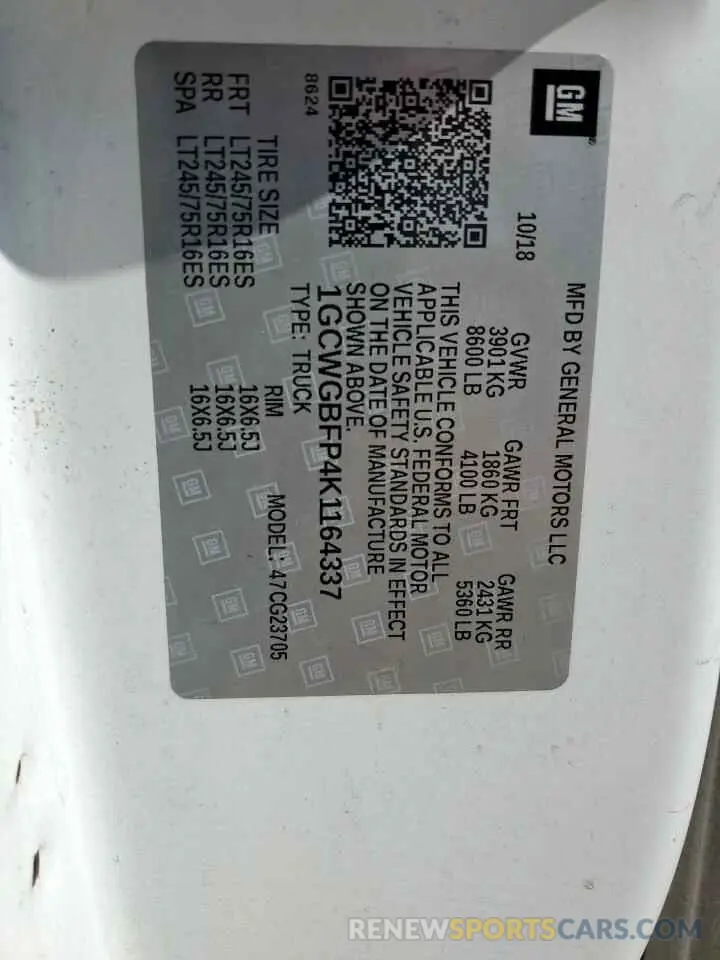 GM
MFD BY GENERAL MOTORS LLC
10/18
GVWR GAWR FRT GAWR RR
3901 KG 1860 KG 2431 KG
8600 LB 4100 LB 5360 LB
THIS VEHICLE CONFORMS TO ALL
APPLICABLE U.S. FEDERAL MOTOR
VEHICLE SAFETY STANDARDS IN EFFECT
ON THE DATE OF MANUFACTURE
SHOWN ABOVE.
1GCWGBFP4K1164337
8624 TYPE: TRUCK
MODEL: 47CG23705
TIRE SIZE RIM
FRT LT245/75R16ES 16X6.5J
RR LT245/75R16ES 16X6.5J
SPA LT245/75R16ES 16X6.5J
RENEWSPORTSCARS.COM